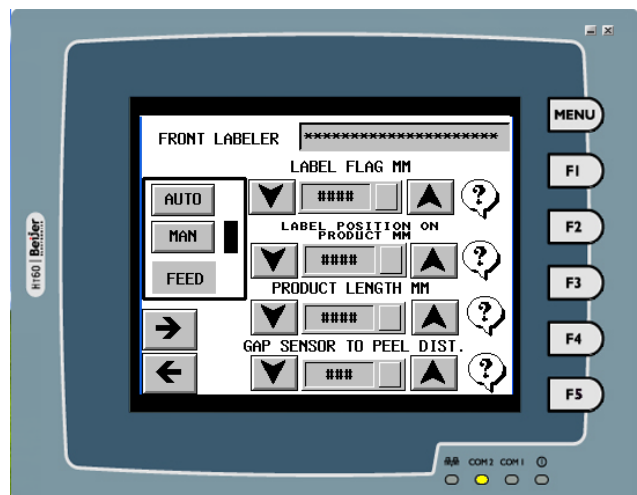 MENU
FRONT LABELER *********************
LABEL FLAG MM
F1
AUTO
####
?
LABEL POSITION ON
PRODUCT MM
F2
MAN
####
?
H160 | Beijer
ELECTRONICS
FEED
PRODUCT LENGTH MM
F3
####
?
GAP SENSOR TO PEEL DIST.
F4
###
?
F5
COM2 COM1